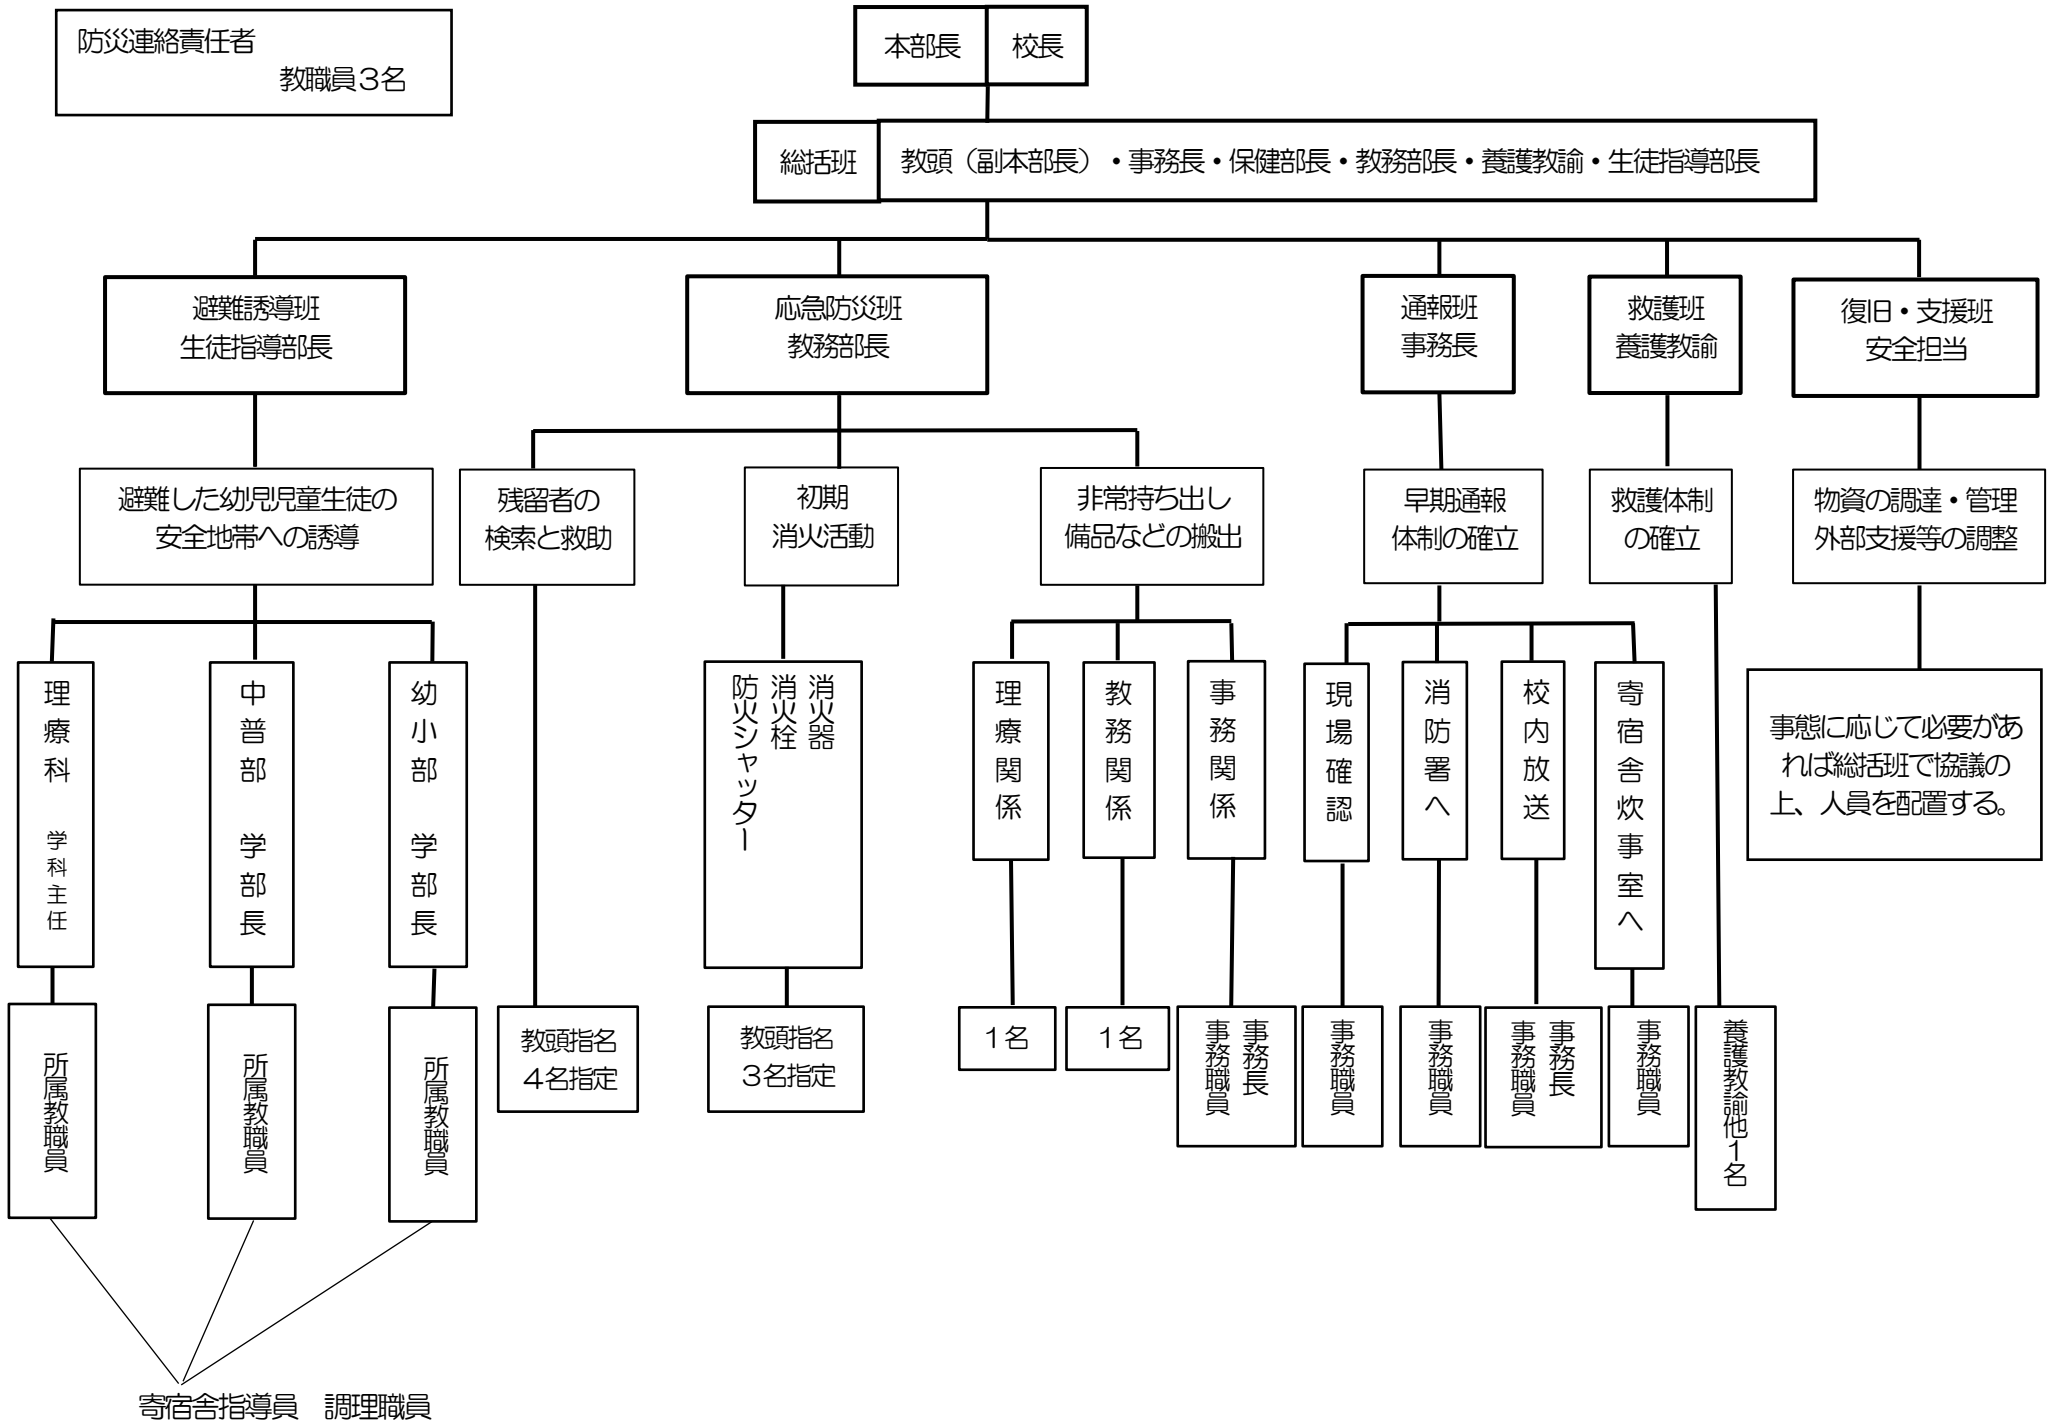 防災連絡責任者
教職員３名
本部長
校長
総括班
教頭（副本部長）・事務長・保健部長・教務部長・養護教諭・生徒指導部長
避難誘導班
生徒指導部長
応急防災班
教務部長
通報班
事務長
救護班
養護教諭
復旧・支援班
安全担当
避難した幼児児童生徒の
安全地帯への誘導
残留者の
検索と救助
初期
消火活動
非常持ち出し
備品などの搬出
早期通報
体制の確立
救護体制
の確立
物資の調達・管理
外部支援等の調整
理療科　学科主任
中普部　学部長
幼小部　学部長
消火器
消火栓
防火シャッター
理療関係
教務関係
事務関係
現場確認
消防署へ
校内放送
寄宿舎炊事室へ
事態に応じて必要があ
れば総括班で協議の
上、人員を配置する。
所属教職員
所属教職員
所属教職員
教頭指名
４名指定
教頭指名
３名指定
１名
１名
事務長
事務職員
事務職員
事務職員
事務長
事務職員
事務職員
養護教諭他１名
寄宿舎指導員　調理職員